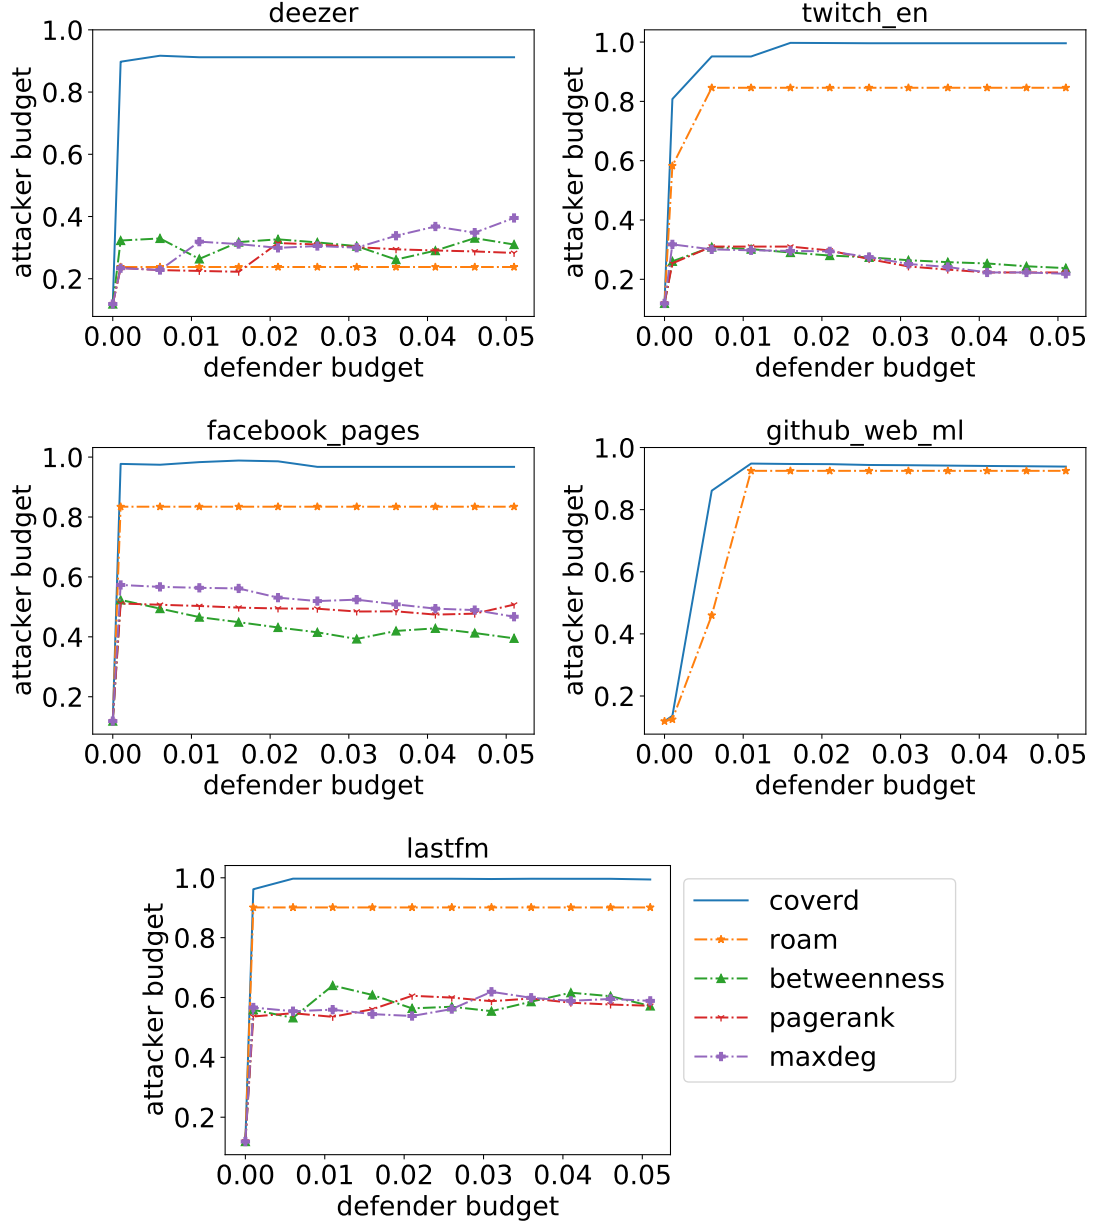 deezer
1.0
0.8
0.6
0.4
0.2
attacker budget
0.00 0.01 0.02 0.03 0.04 0.05
defender budget
twitch_en
1.0
0.8
0.6
0.4
0.2
attacker budget
0.00 0.01 0.02 0.03 0.04 0.05
defender budget
facebook_pages
1.0
0.8
0.6
0.4
0.2
attacker budget
0.00 0.01 0.02 0.03 0.04 0.05
defender budget
github_web_ml
1.0
0.8
0.6
0.4
0.2
attacker budget
0.00 0.01 0.02 0.03 0.04 0.05
defender budget
lastfm
1.0
0.8
0.6
0.4
0.2
attacker budget
0.00 0.01 0.02 0.03 0.04 0.05
defender budget
coverd
roam
betweenness
pagerank
maxdeg